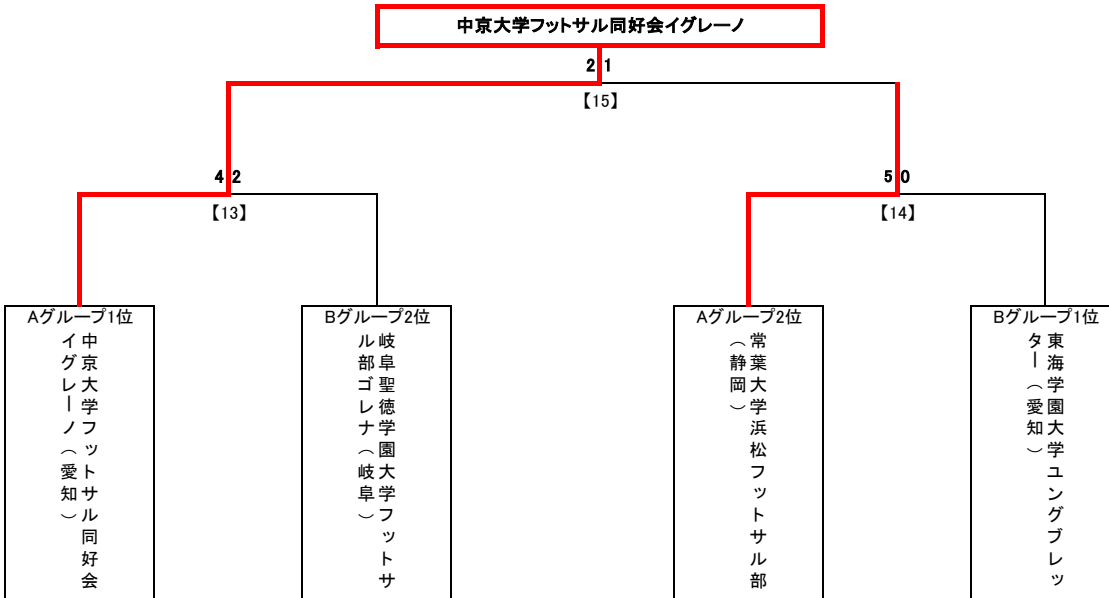 中京大学フットサル同好会イグレーノ
2 1
【15】
4 2
【13】
5 0
【14】
Aグループ1位
中京大学フットサル同好会
イグレーノ（愛知）
Bグループ2位
岐阜聖徳学園大学フットサ
ル部ゴレナ（岐阜）
Aグループ2位
常葉大学浜松フットサル部
（静岡）
Bグループ1位
東海学園大学ユングブレッ
ター（愛知）